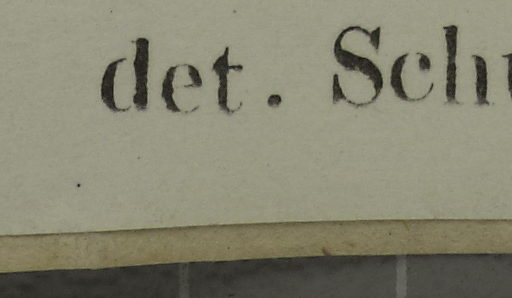 det. Sch